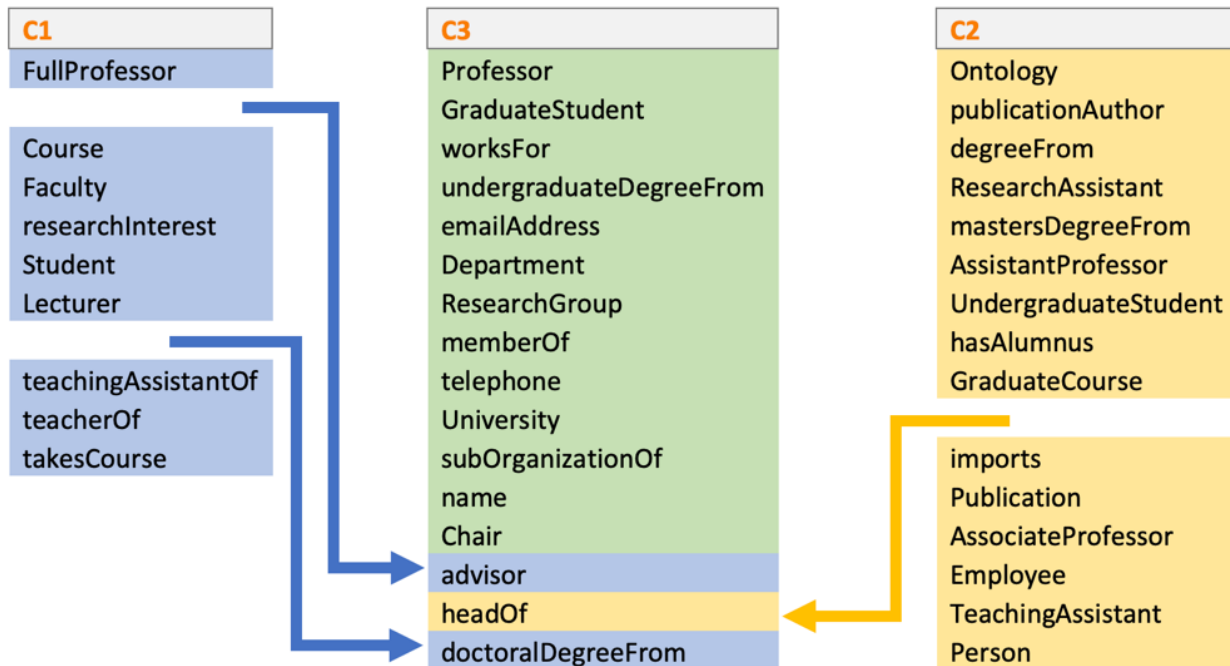 C1
FullProfessor
Course
Faculty
researchInterest
Student
Lecturer
teachingAssistantOf
teacherOf
takesCourse
C3
Professor
GraduateStudent
worksFor
undergraduateDegreeFrom
emailAddress
Department
ResearchGroup
memberOf
telephone
University
subOrganizationOf
name
Chair
advisor
headOf
doctoralDegreeFrom
C2
Ontology
publicationAuthor
degreeFrom
ResearchAssistant
mastersDegreeFrom
AssistantProfessor
UndergraduateStudent
hasAlumnus
GraduateCourse
imports
Publication
AssociateProfessor
Employee
TeachingAssistant
Person